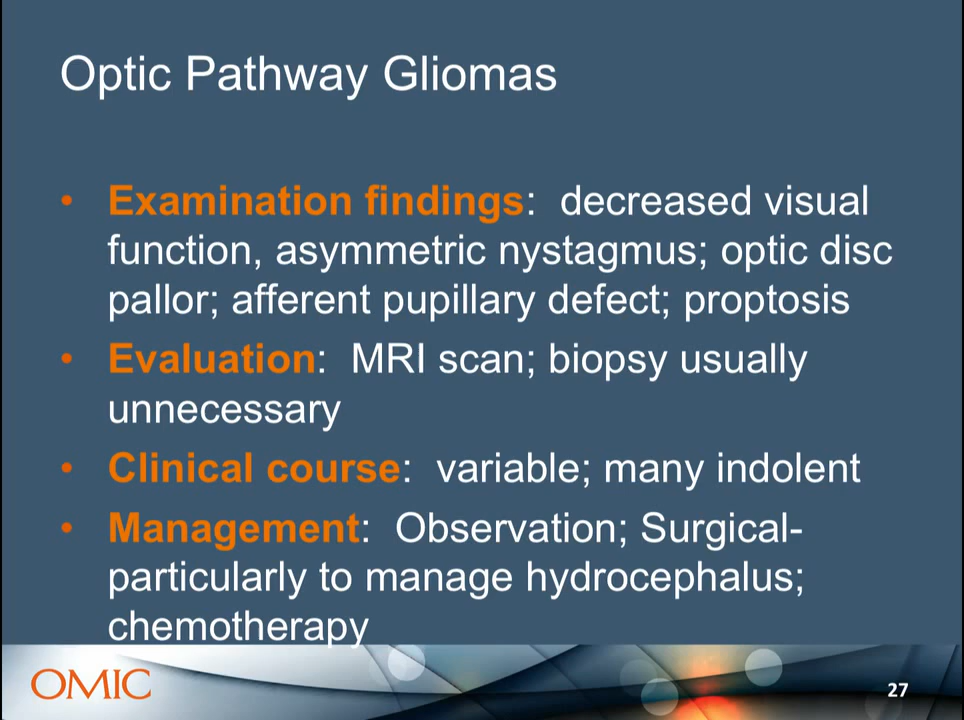 Optic Pathway Gliomas
• Examination findings: decreased visual
function, asymmetric nystagmus; optic disc
pallor; afferent pupillary defect; proptosis
• Evaluation: MRI scan; biopsy usually
unnecessary
• Clinical course: variable; many indolent
• Management: Observation; Surgical-
particularly to manage hydrocephalus;
chemotherapy
OMIC
27